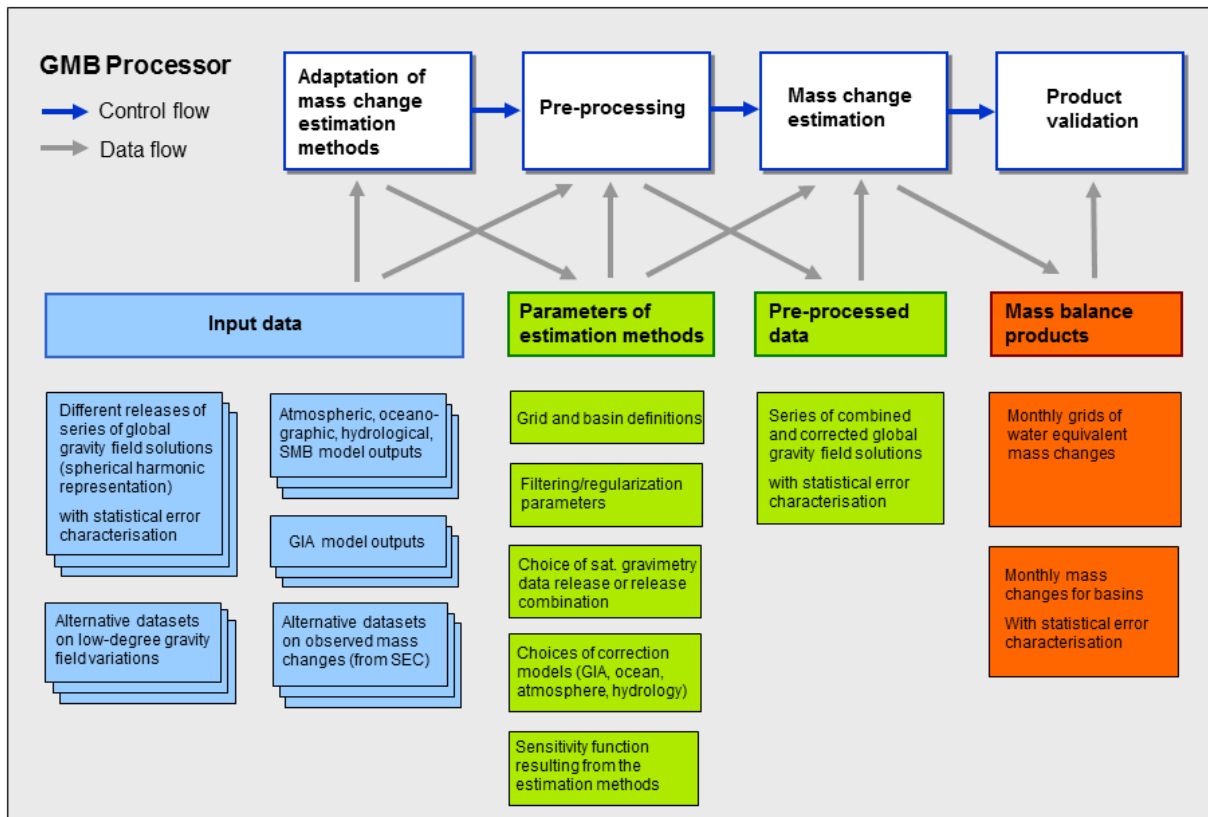 GMB Processor
Control flow
Data flow
Adaptation of
mass change
estimation
methods
Pre-processing
Mass change
estimation
Product
validation
Input data
Parameters of
estimation methods
Pre-processed
data
Mass balance
products
Different releases of
series of global
gravity field solutions
(spherical harmonic
representation)
with statistical error
characterisation
Atmospheric, oceano-
graphic, hydrological,
SMB model outputs
GIA model outputs
Alternative datasets
on low-degree gravity
field variations
Alternative datasets
on observed mass
changes (from SEC)
Grid and basin definitions
Filtering/regularization
parameters
Choice of sat. gravimetry
data release or release
combination
Choices of correction
models (GIA, ocean,
atmosphere, hydrology)
Sensitivity function
resulting from the
estimation methods
Series of combined
and corrected global
gravity field solutions
with statistical error
characterisation
Monthly grids of
water equivalent
mass changes
Monthly mass
changes for basins
With statistical error
characterisation